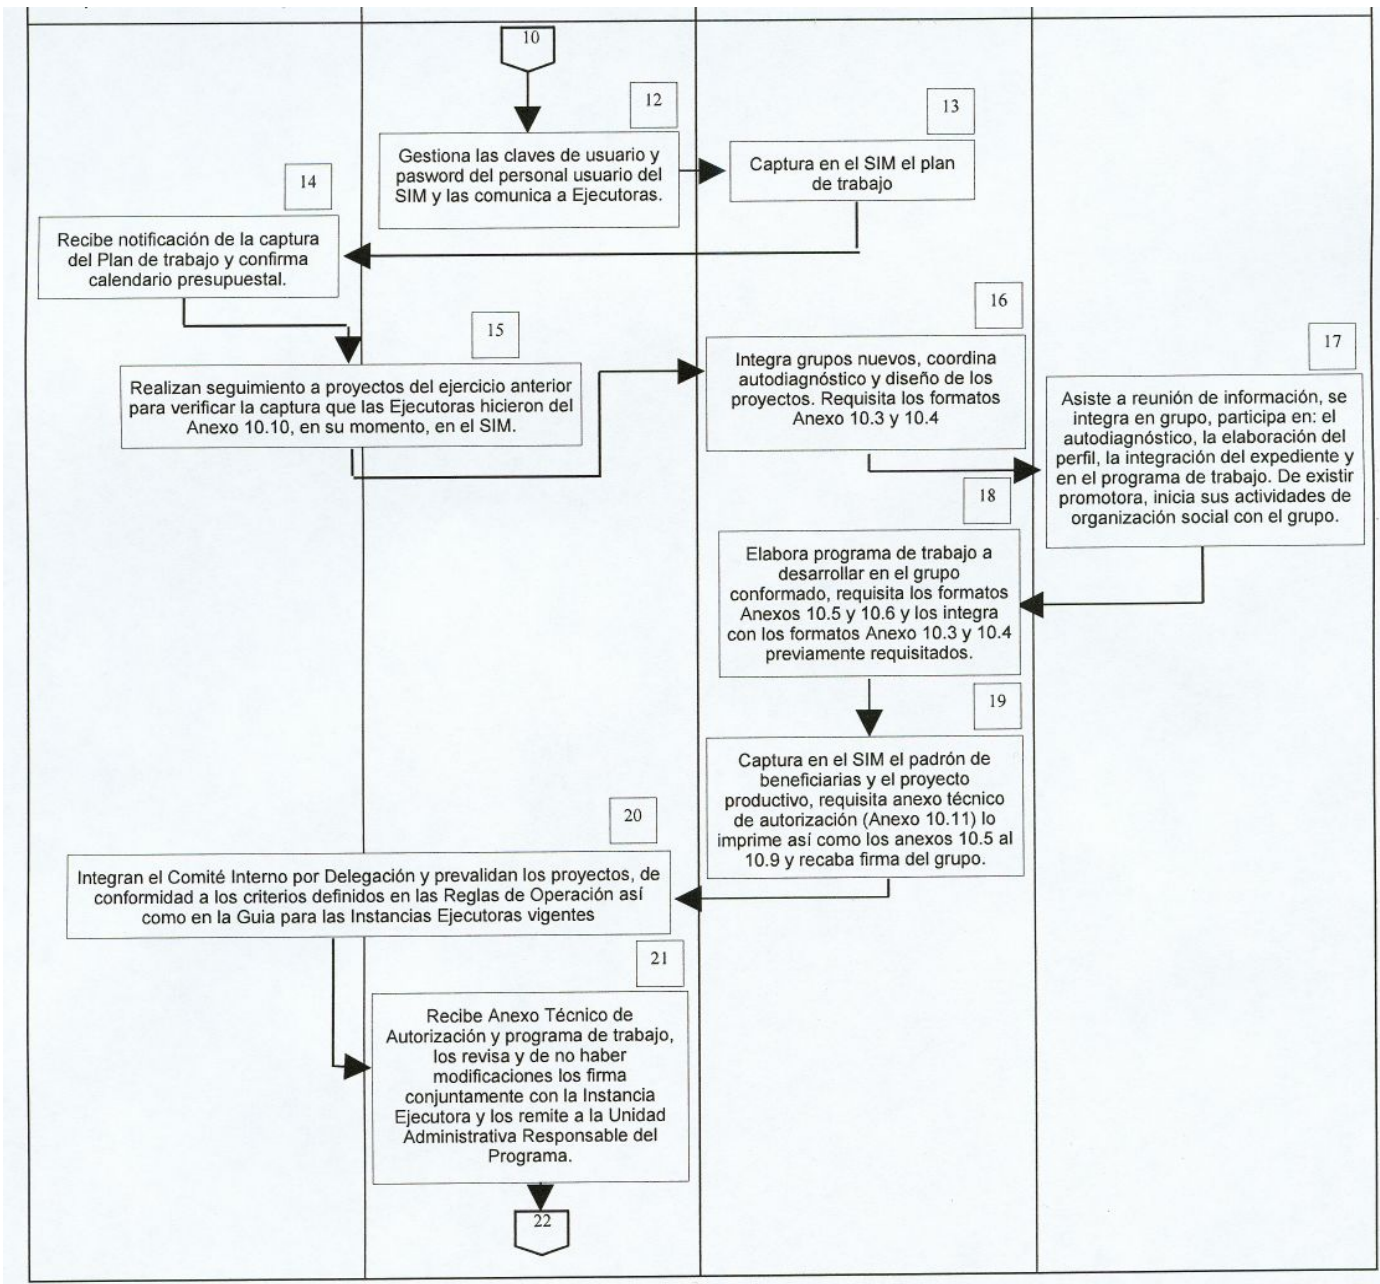 10
12
Gestiona las claves de usuario y
pasword del personal usuario del
SIM y las comunica a Ejecutoras.
13
Captura en el SIM el plan
de trabajo
14
Recibe notificación de la captura
del Plan de trabajo y confirma
calendario presupuestal.
15
Realizan seguimiento a proyectos del ejercicio anterior
para verificar la captura que las Ejecutoras hicieron del
Anexo 10.10, en su momento, en el SIM.
16
Integra grupos nuevos, coordina
autodiagnóstico y diseño de los
proyectos. Requisita los formatos
Anexo 10.3 y 10.4
17
Asiste a reunión de información, se
integra en grupo, participa en: el
autodiagnóstico, la elaboración del
perfil, la integración del expediente y
en el programa de trabajo. De existir
promotora, inicia sus actividades de
organización social con el grupo.
18
Elabora programa de trabajo a
desarrollar en el grupo
conformado, requisita los formatos
Anexos 10.5 y 10.6 y los integra
con los formatos Anexo 10.3 y 10.4
previamente requisitados.
19
Captura en el SIM el padrón de
beneficiarias y el proyecto
productivo, requisita anexo técnico
de autorización (Anexo 10.11) lo
imprime así como los anexos 10.5 al
10.9 y recaba firma del grupo.
20
Integran el Comité Interno por Delegación y prevalidan los proyectos, de
conformidad a los criterios definidos en las Reglas de Operación así
como en la Guia para las Instancias Ejecutoras vigentes
21
Recibe Anexo Técnico de
Autorización y programa de trabajo,
los revisa y de no haber
modificaciones los firma
conjuntamente con la Instancia
Ejecutora y los remite a la Unidad
Administrativa Responsable del
Programa.
22